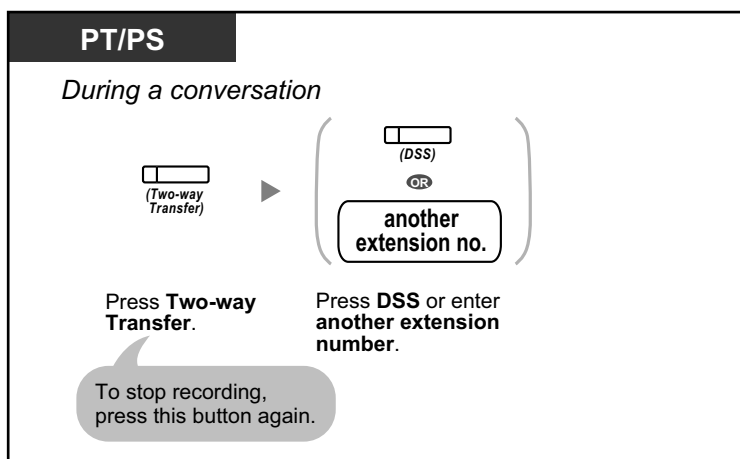 PT/PS
During a conversation
(Two-way
Transfer)
(DSS)
OR
another
extension no.
Press Two-way
Transfer.
Press DSS or enter
another extension
number.
To stop recording,
press this button again.